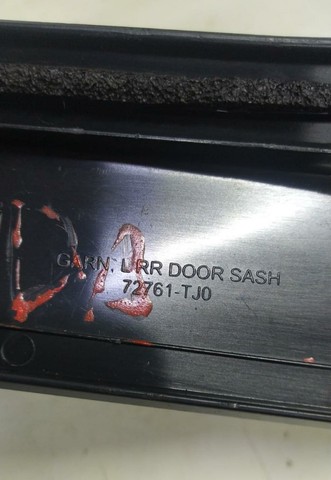 GARN, L RR DOOR SASH
72761-TJ0